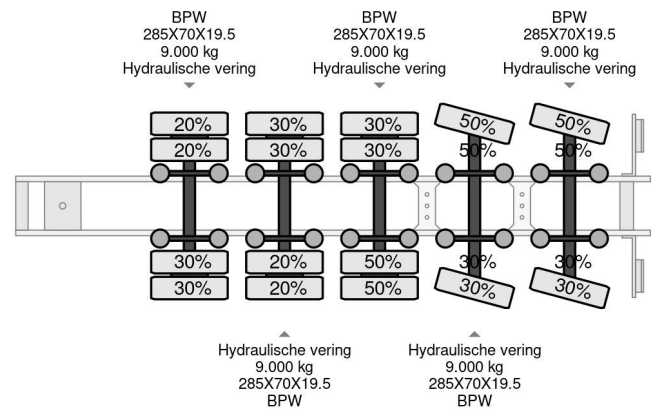 BPW
285X70X19.5
9.000 kg
Hydraulische vering
BPW
285X70X19.5
9.000 kg
Hydraulische vering
BPW
285X70X19.5
9.000 kg
Hydraulische vering
20% 30% 30% 50% 50%
20% 30% 30% 50% 50%
30% 20% 50% 30% 30%
30% 20% 50% 30% 30%
Hydraulische vering
9.000 kg
285X70X19.5
BPW
Hydraulische vering
9.000 kg
285X70X19.5
BPW